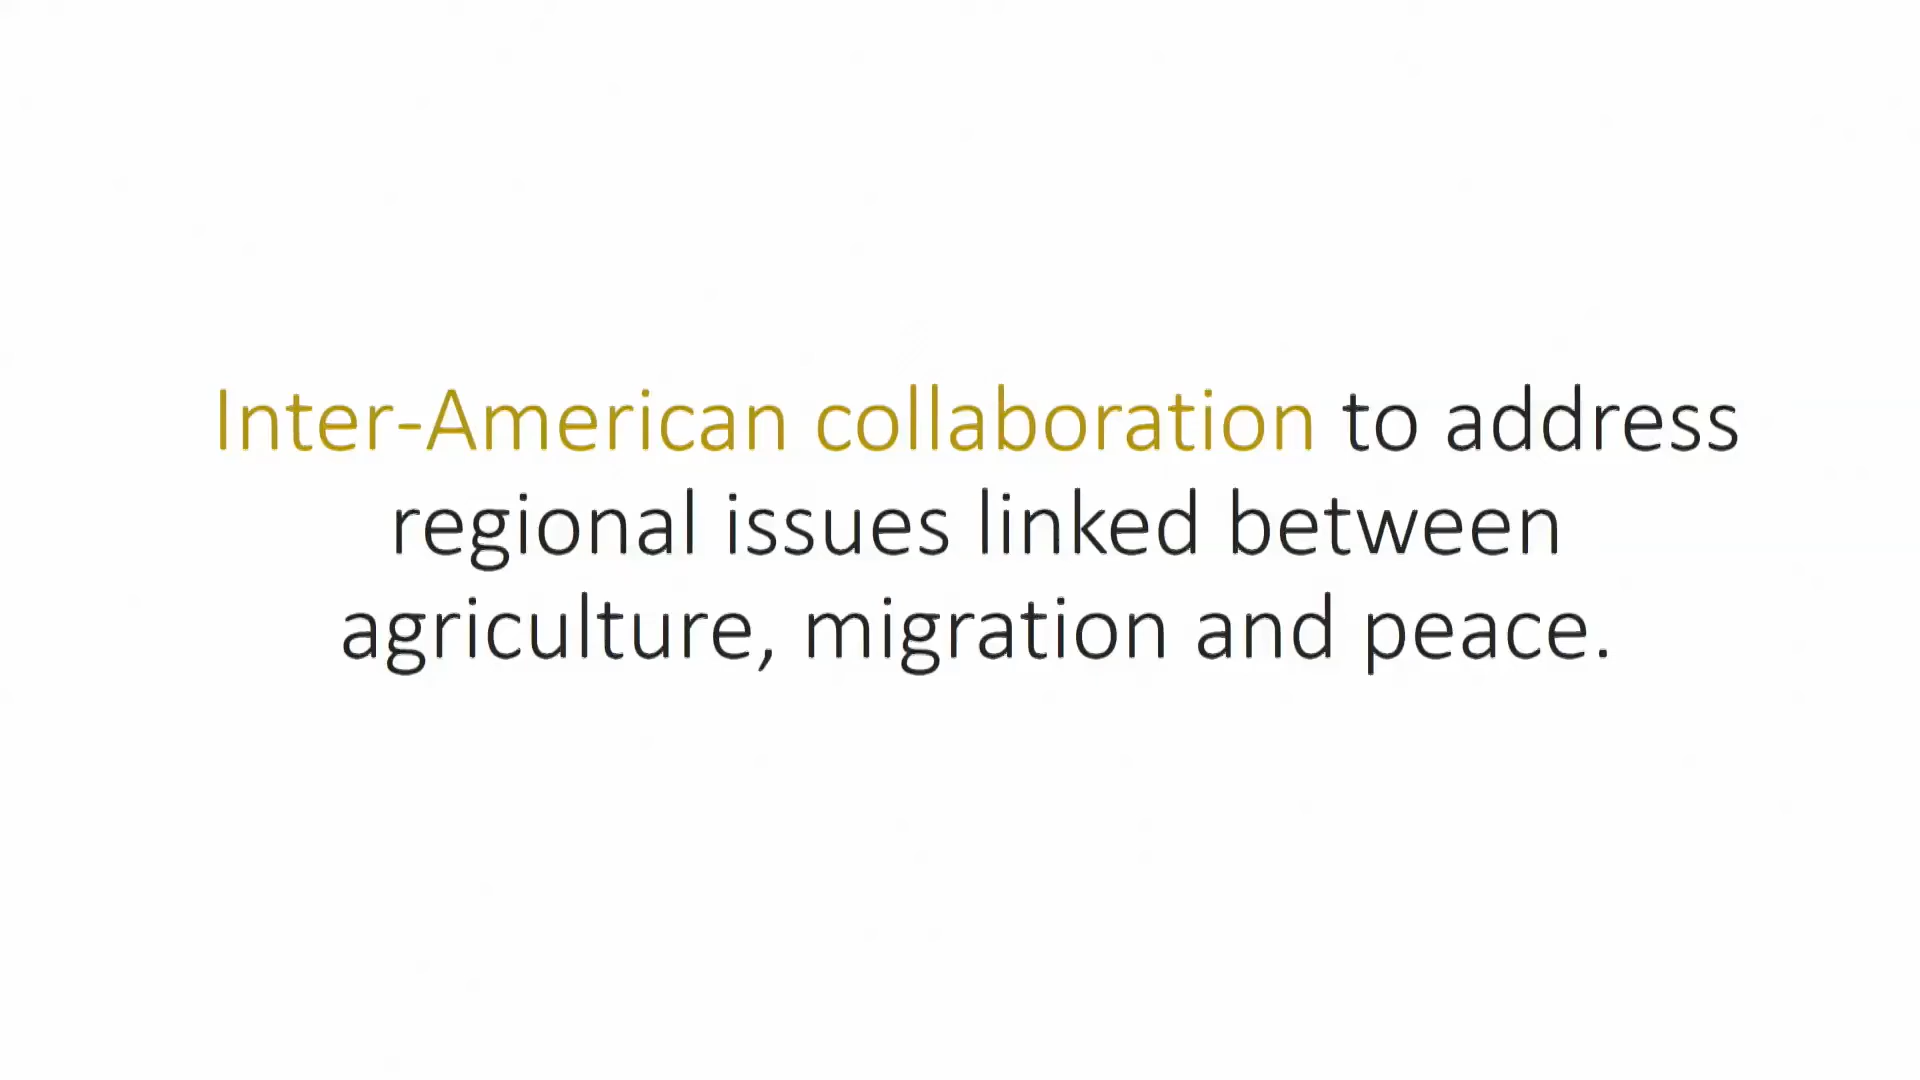 Inter-American collaboration to address
regional issues linked between
agriculture, migration and peace.